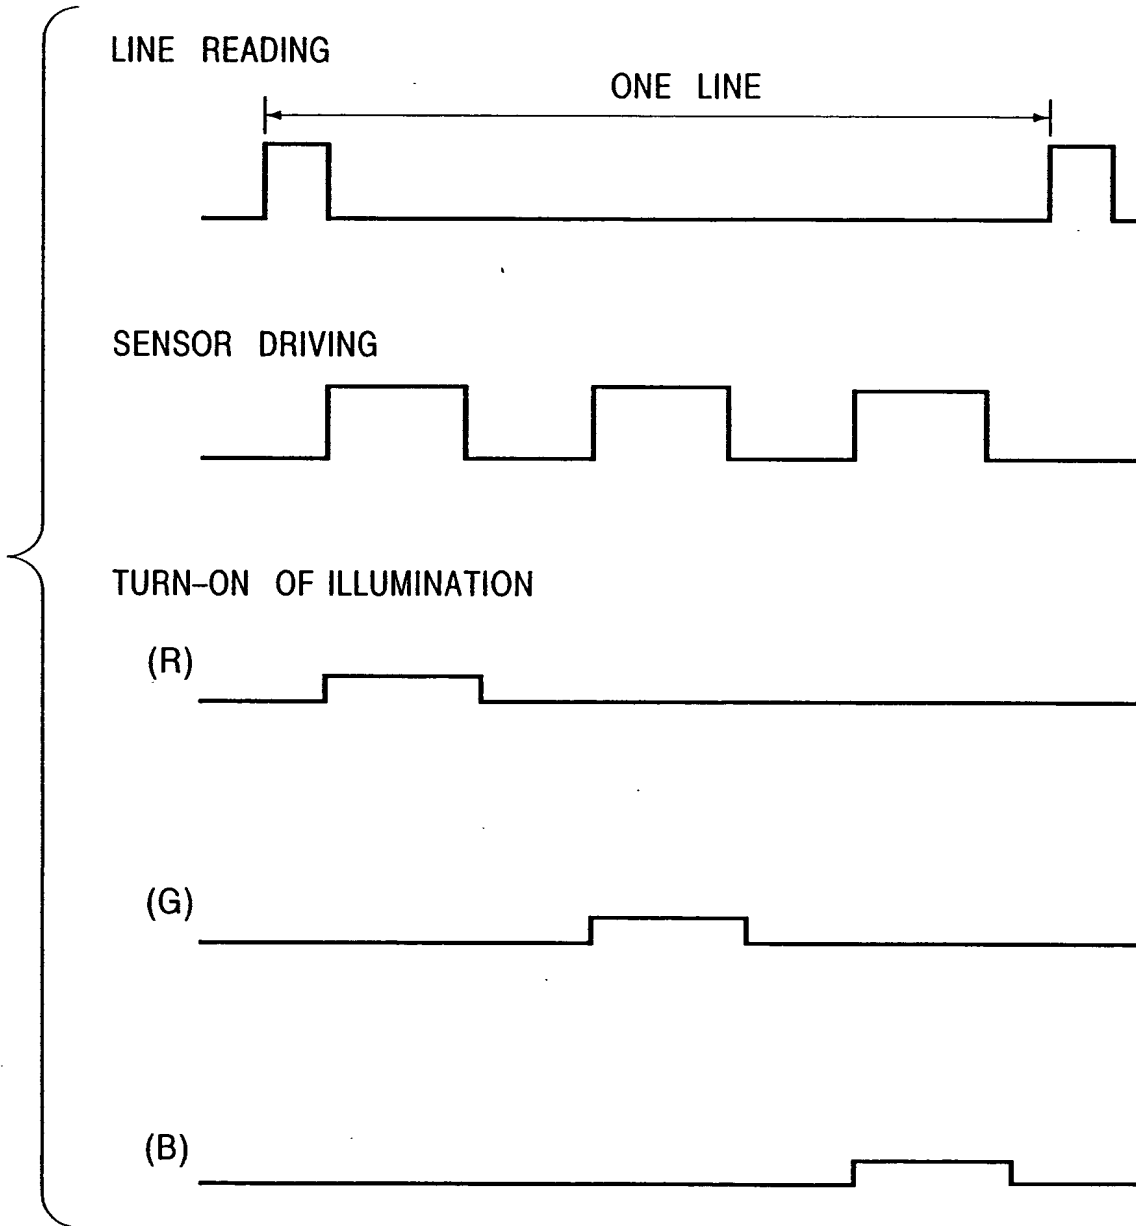 LINE READING
ONE LINE
SENSOR DRIVING
TURN-ON OF ILLUMINATION
(R)
(G)
(B)